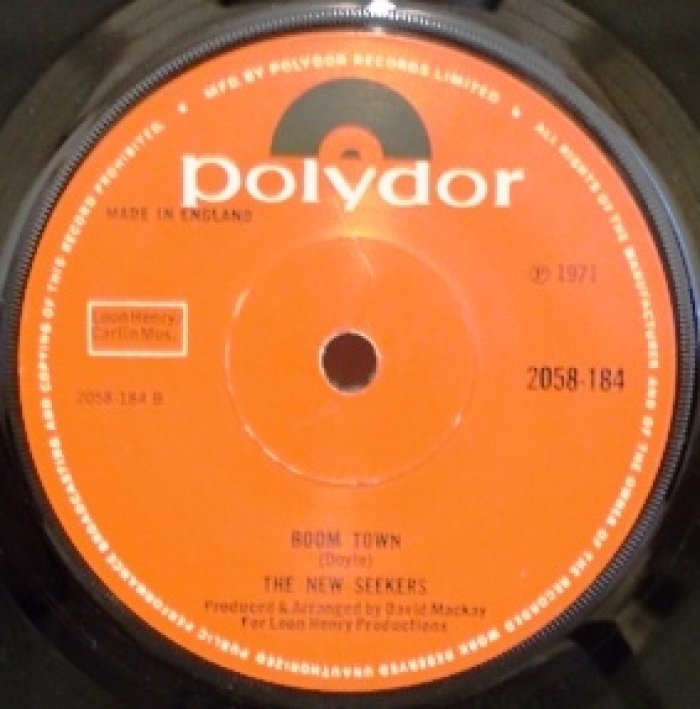 MFD. BY POLYDOR RECORDS LIMITED • ALL RIGHTS OF THE MANUFACTURER AND OF THE OWNER OF THE RECORDED WORK RESERVED UNAUTHORIZED PUBLIC PERFORMANCE BROADCASTING AND COPYING OF THIS RECORD PROHIBITED. •
polydor
MADE IN ENGLAND
℗ 1971
Leon Henry.
Carlin Mus.
2058-184
2058-184 B
BOOM TOWN
(Doyle)
THE NEW SEEKERS
Produced & Arranged by David Mackay
For Leon Henry Productions